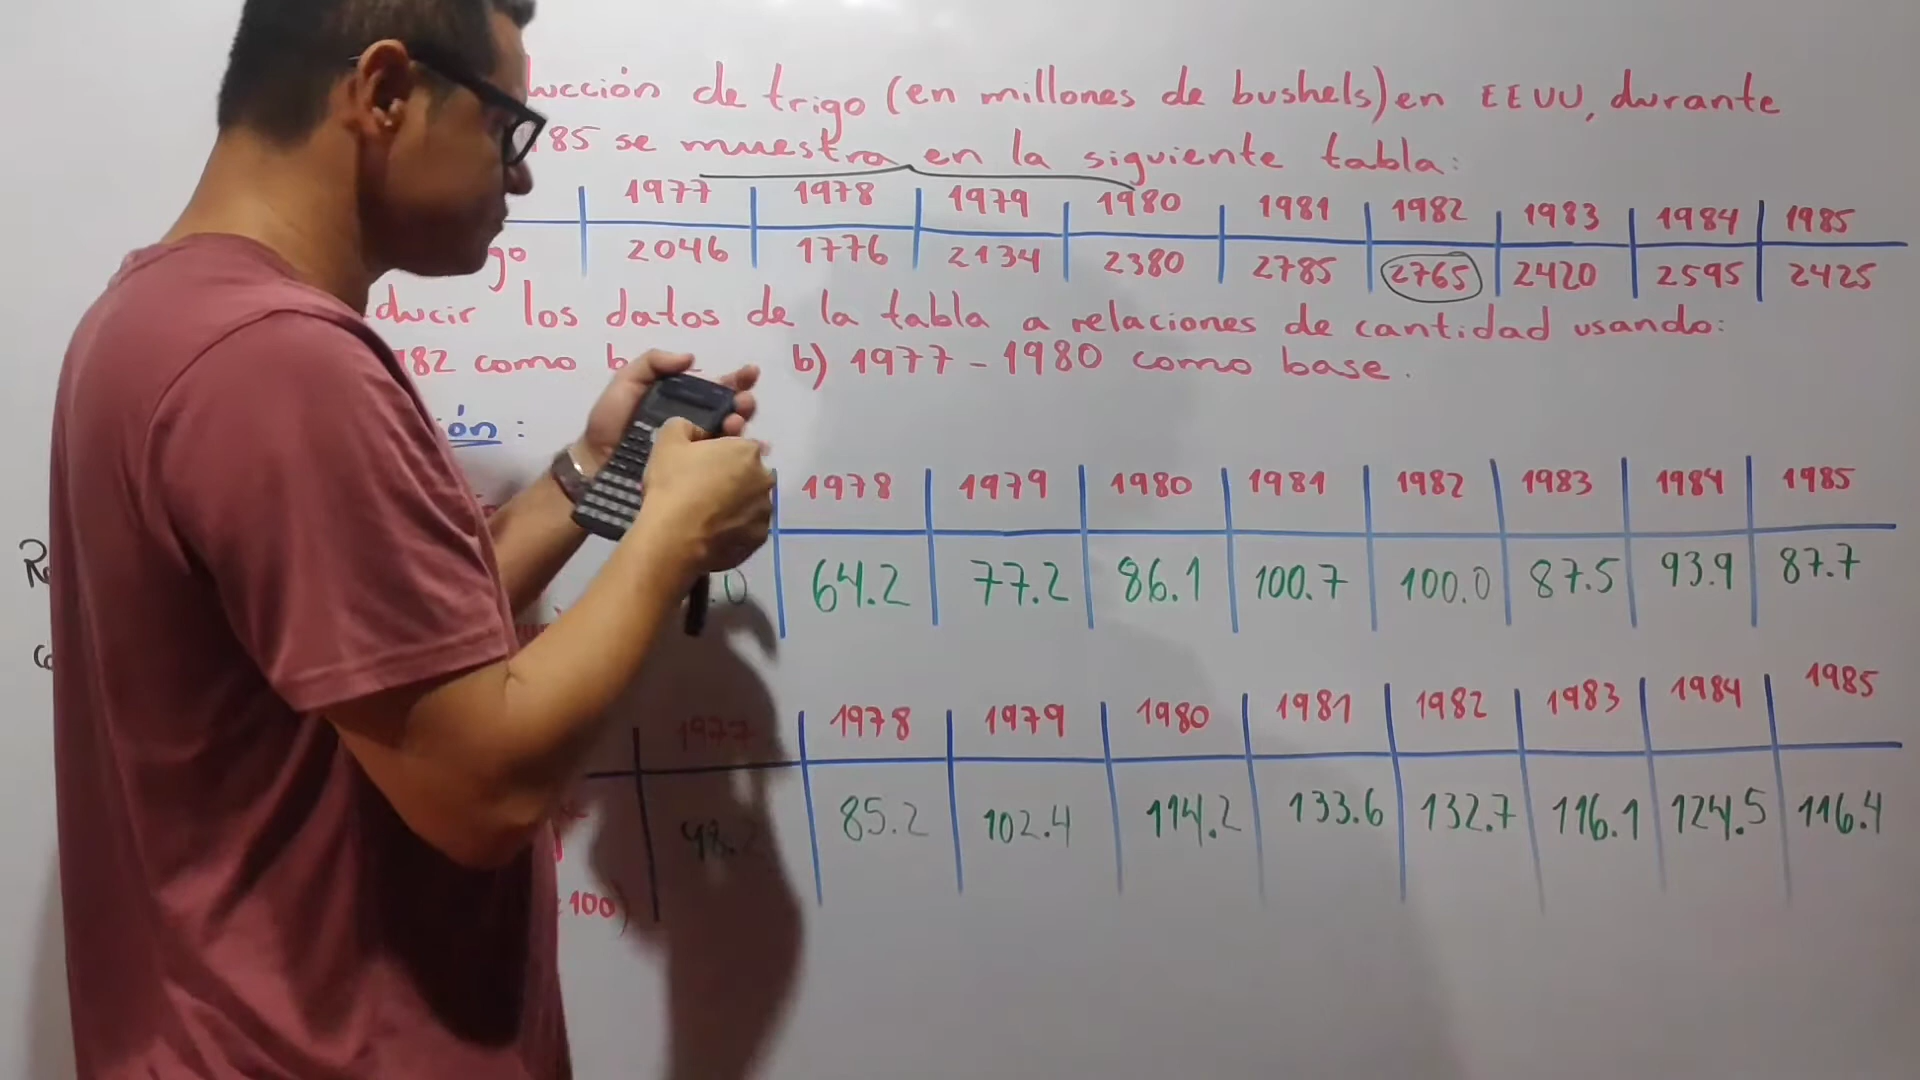 de trigo (en millones de bushels) en EEUU, durante
85 se muestra en la siguiente tabla:
1977 1978 1979 1980 1981 1982 1983 1984 1985
2046 1776 2134 2380 2785 2765 2420 2595 2425
los datos de la tabla a relaciones de cantidad usando:
82 como b) 1977 - 1980 como base.
1978 1979 1980 1981 1982 1983 1984 1985
64.2 77.2 86.1 100.7 100.0 87.5 93.9 87.7
1977 1978 1979 1980 1981 1982 1983 1984 1985
98.2 85.2 102.4 114.2 133.6 132.7 116.1 124.5 116.4
100)